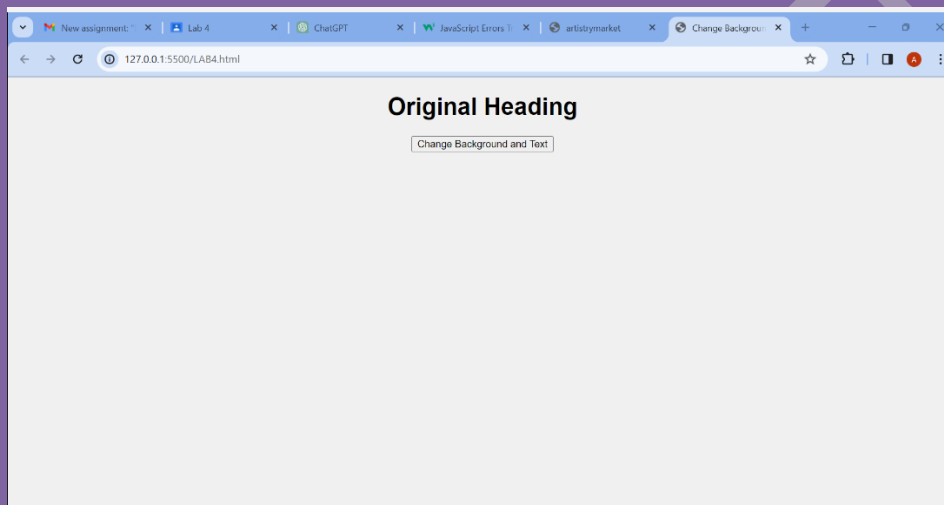 New assignment: "
Lab 4
ChatGPT
JavaScript Errors T
artistrymarket
Change Backgroun
127.0.0.1:5500/LAB4.html
A
Original Heading
Change Background and Text